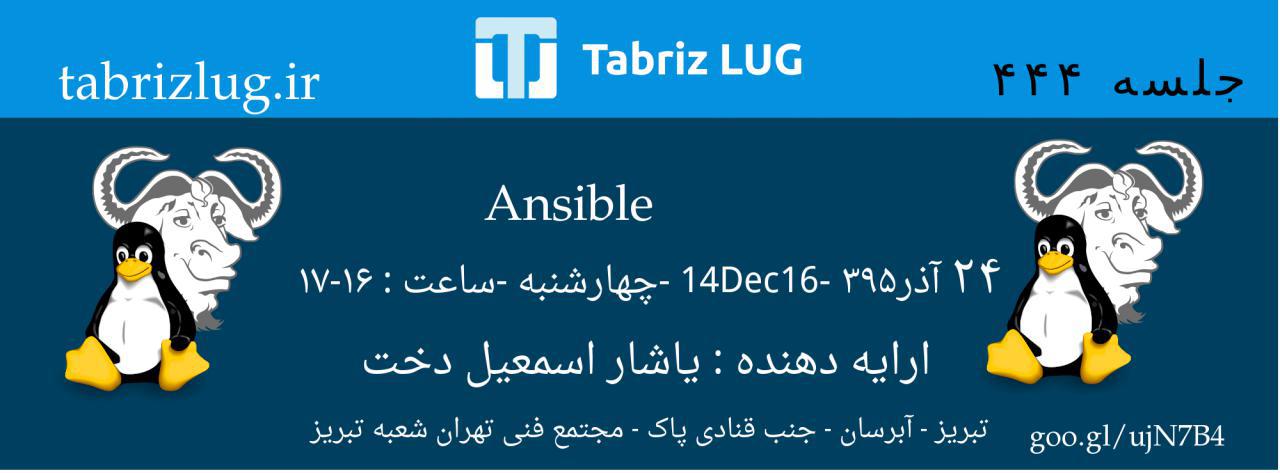 tabrizlug.ir
Tabriz LUG
جلسه ۴۴۴
Ansible
۲۴ آذر۳۹۵ -14Dec16 -چهارشنبه -ساعت : ۱۶-۱۷
ارایه دهنده : یاشار اسمعیل دخت
تبریز - آبرسان - جنب قنادی پاک - مجتمع فنی تهران شعبه تبریز
goo.gl/ujN7B4